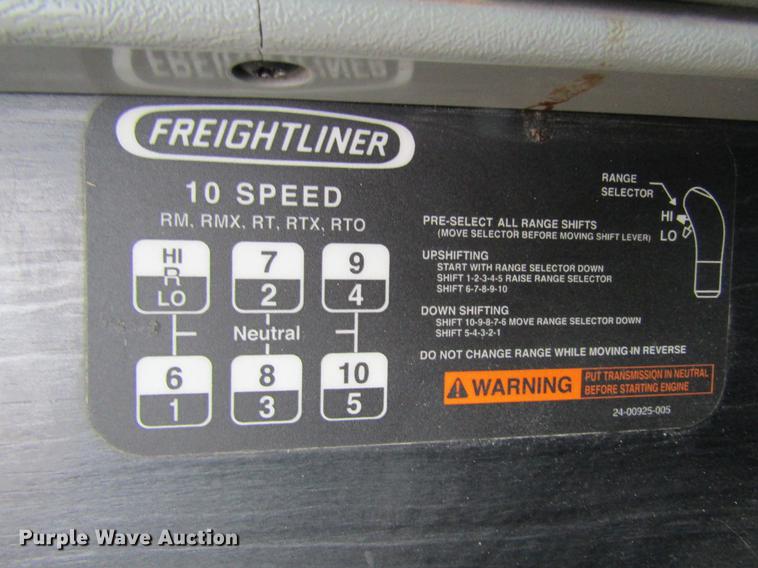 FREIGHTLINER
FREIGHTLINER
10 SPEED
RM, RMX, RT, RTX, RTO
HI
R
LO
7
2
9
4
Neutral
6
1
8
3
10
5
RANGE
SELECTOR
HI
LO
PRE-SELECT ALL RANGE SHIFTS
(MOVE SELECTOR BEFORE MOVING SHIFT LEVER)
UPSHIFTING
START WITH RANGE SELECTOR DOWN
SHIFT 1-2-3-4-5 RAISE RANGE SELECTOR
SHIFT 6-7-8-9-10
DOWN SHIFTING
SHIFT 10-9-8-7-6 MOVE RANGE SELECTOR DOWN
SHIFT 5-4-3-2-1
DO NOT CHANGE RANGE WHILE MOVING IN REVERSE
WARNING
PUT TRANSMISSION IN NEUTRAL
BEFORE STARTING ENGINE
24-00925-005
Purple Wave Auction